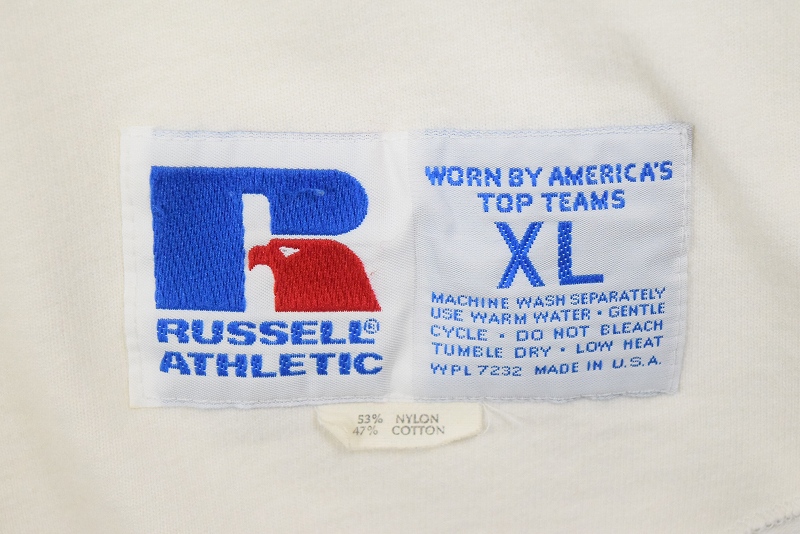 RUSSELL®
ATHLETIC
WORN BY AMERICA'S
TOP TEAMS
XL
MACHINE WASH SEPARATELY
USE WARM WATER · GENTLE
CYCLE · DO NOT BLEACH
TUMBLE DRY · LOW HEAT
WPL 7232 MADE IN U.S.A.
53% NYLON
47% COTTON